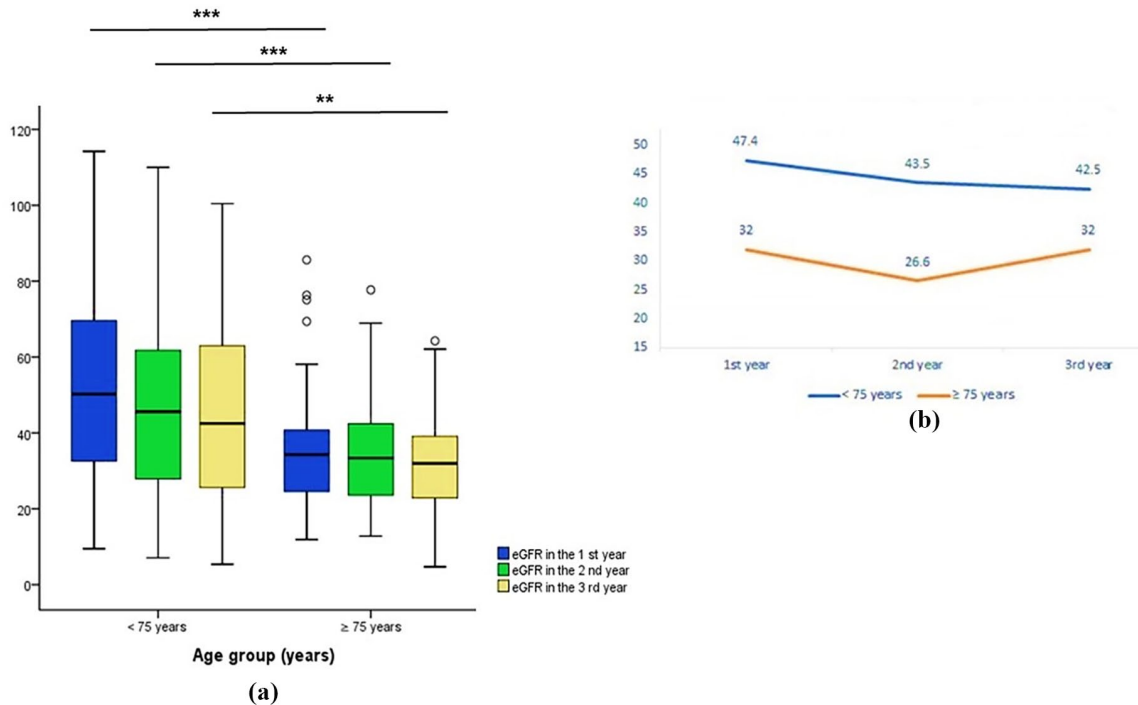 ***
***
**
120
100
80
60
40
20
0
< 75 years
≥ 75 years
Age group (years)
eGFR in the 1 st year
eGFR in the 2 nd year
eGFR in the 3 rd year
(a)
50
45
40
35
30
25
20
15
47.4
43.5
42.5
32
26.6
32
1st year
2nd year
3rd year
< 75 years
≥ 75 years
(b)